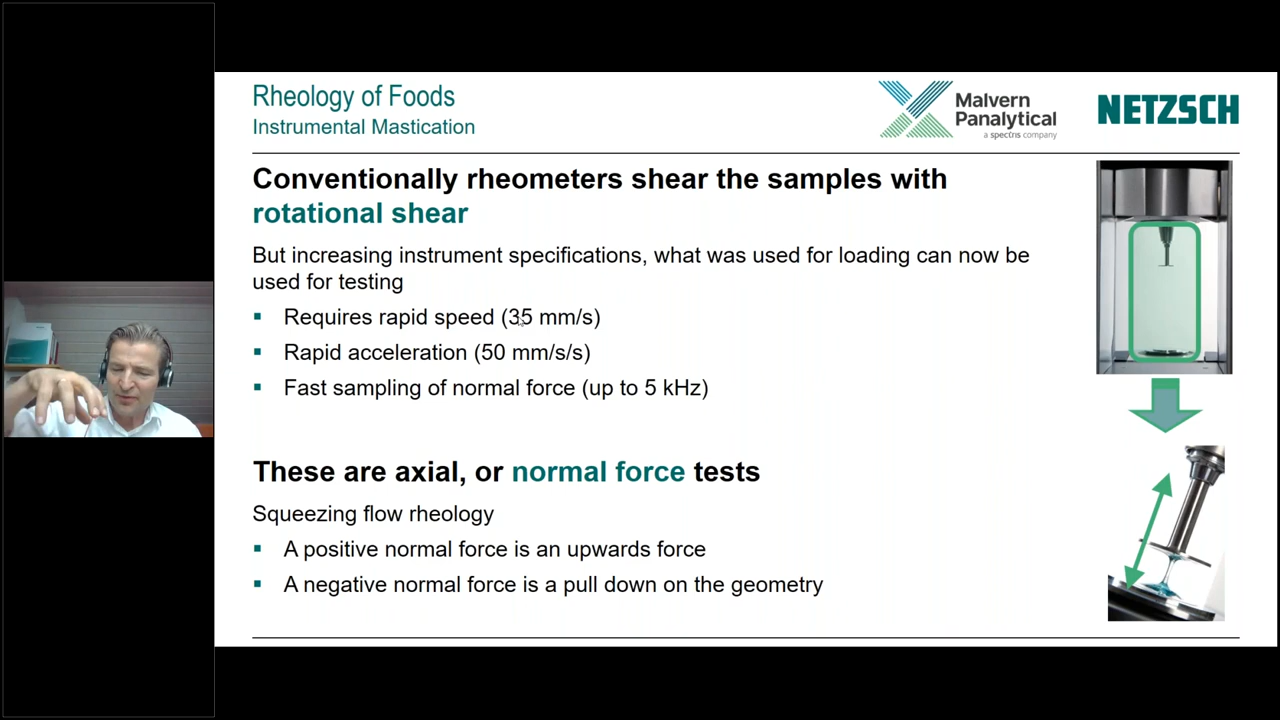 Rheology of Foods
Instrumental Mastication
Malvern
Panalytical
a spectris company
NETZSCH
Conventionally rheometers shear the samples with
rotational shear
But increasing instrument specifications, what was used for loading can now be
used for testing
▪ Requires rapid speed (35 mm/s)
▪ Rapid acceleration (50 mm/s/s)
▪ Fast sampling of normal force (up to 5 kHz)
These are axial, or normal force tests
Squeezing flow rheology
▪ A positive normal force is an upwards force
▪ A negative normal force is a pull down on the geometry